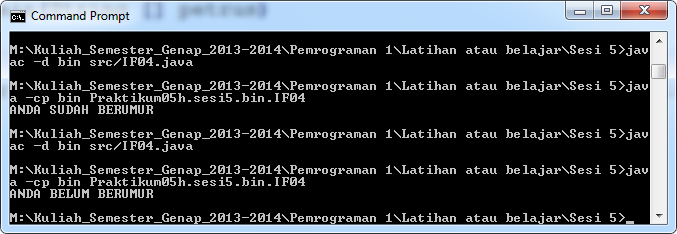 [] petrus)
Command Prompt
M:\Kuliah_Semester_Genap_2013-2014\Pemrograman 1\Latihan atau belajar\Sesi 5>jav
ac -d bin src/IF04.java
M:\Kuliah_Semester_Genap_2013-2014\Pemrograman 1\Latihan atau belajar\Sesi 5>jav
a -cp bin Praktikum05h.sesi5.bin.IF04
ANDA SUDAH BERUMUR
M:\Kuliah_Semester_Genap_2013-2014\Pemrograman 1\Latihan atau belajar\Sesi 5>jav
ac -d bin src/IF04.java
M:\Kuliah_Semester_Genap_2013-2014\Pemrograman 1\Latihan atau belajar\Sesi 5>jav
a -cp bin Praktikum05h.sesi5.bin.IF04
ANDA BELUM BERUMUR
M:\Kuliah_Semester_Genap_2013-2014\Pemrograman 1\Latihan atau belajar\Sesi 5>_